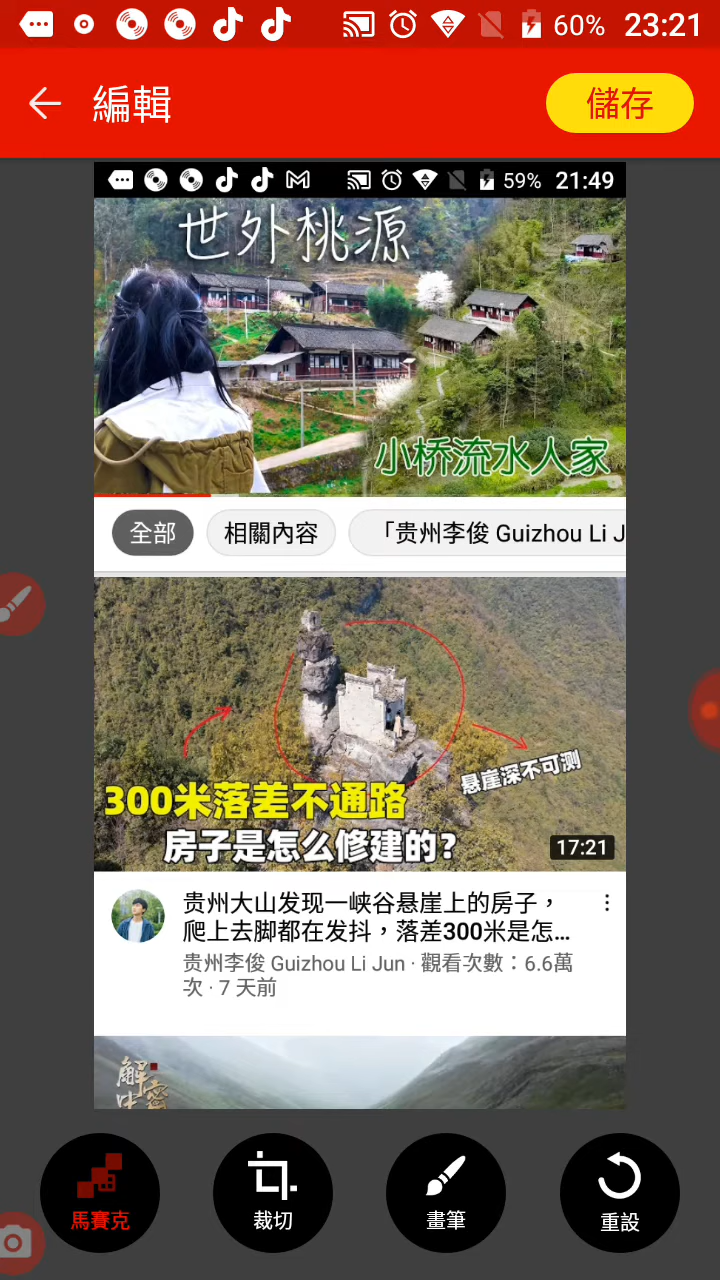 60% 23:21
編輯
儲存
59% 21:49
世外桃源
小桥流水人家
全部
相關內容
「贵州李俊 Guizhou Li J
300米落差不通路
房子是怎么修建的?
悬崖深不可测
17:21
贵州大山发现一峡谷悬崖上的房子，
爬上去脚都在发抖，落差300米是怎…
贵州李俊 Guizhou Li Jun · 觀看次數：6.6萬
次 · 7 天前
馬賽克
裁切
畫筆
重設